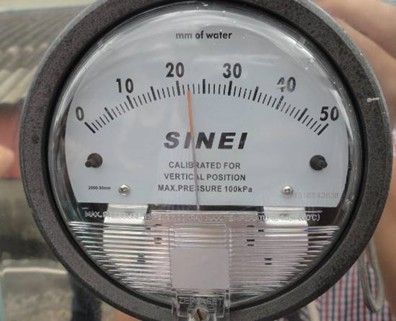 mm of water
0 10 20 30 40 50
SINEI
CALIBRATED FOR
VERTICAL POSITION
MAX.PRESSURE 100kPa